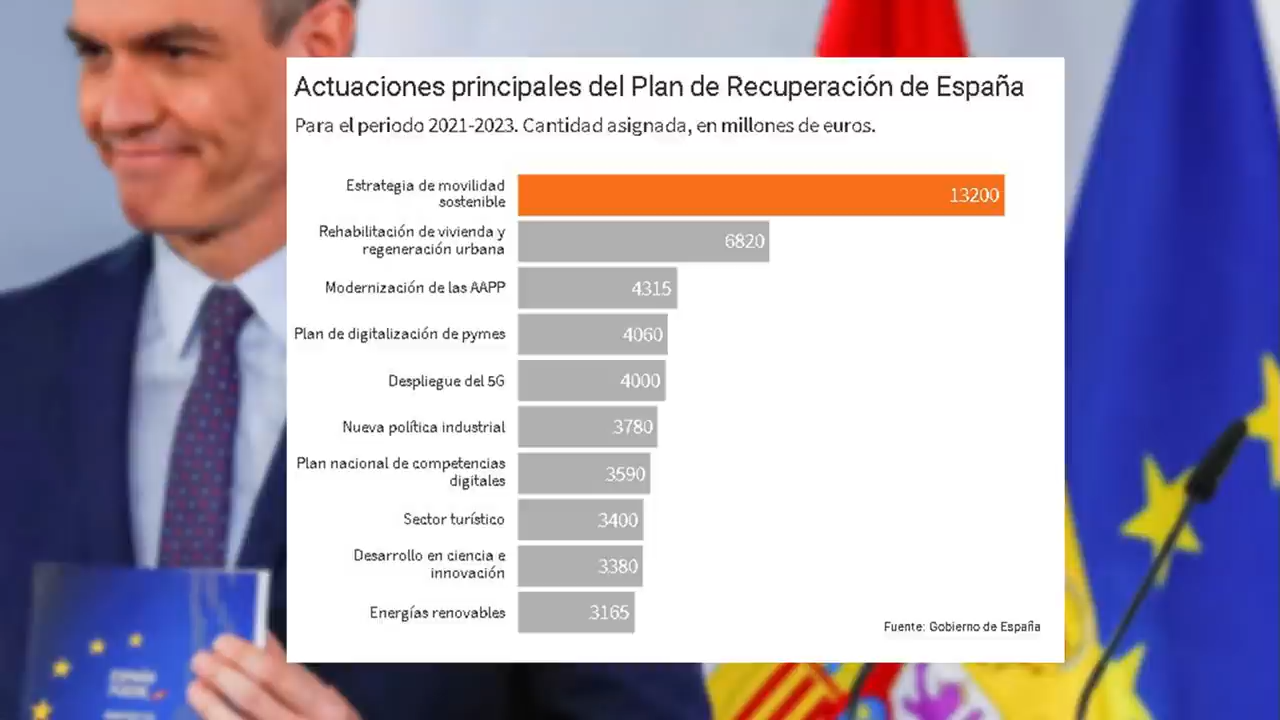 Actuaciones principales del Plan de Recuperación de España
Para el periodo 2021-2023. Cantidad asignada, en millones de euros.
Estrategia de movilidad
sostenible
13200
Rehabilitación de vivienda y
regeneración urbana
6820
Modernización de las AAPP
4315
Plan de digitalización de pymes
4060
Despliegue del 5G
4000
Nueva política industrial
3780
Plan nacional de competencias
digitales
3590
Sector turístico
3400
Desarrollo en ciencia e
innovación
3380
Energías renovables
3165
Fuente: Gobierno de España